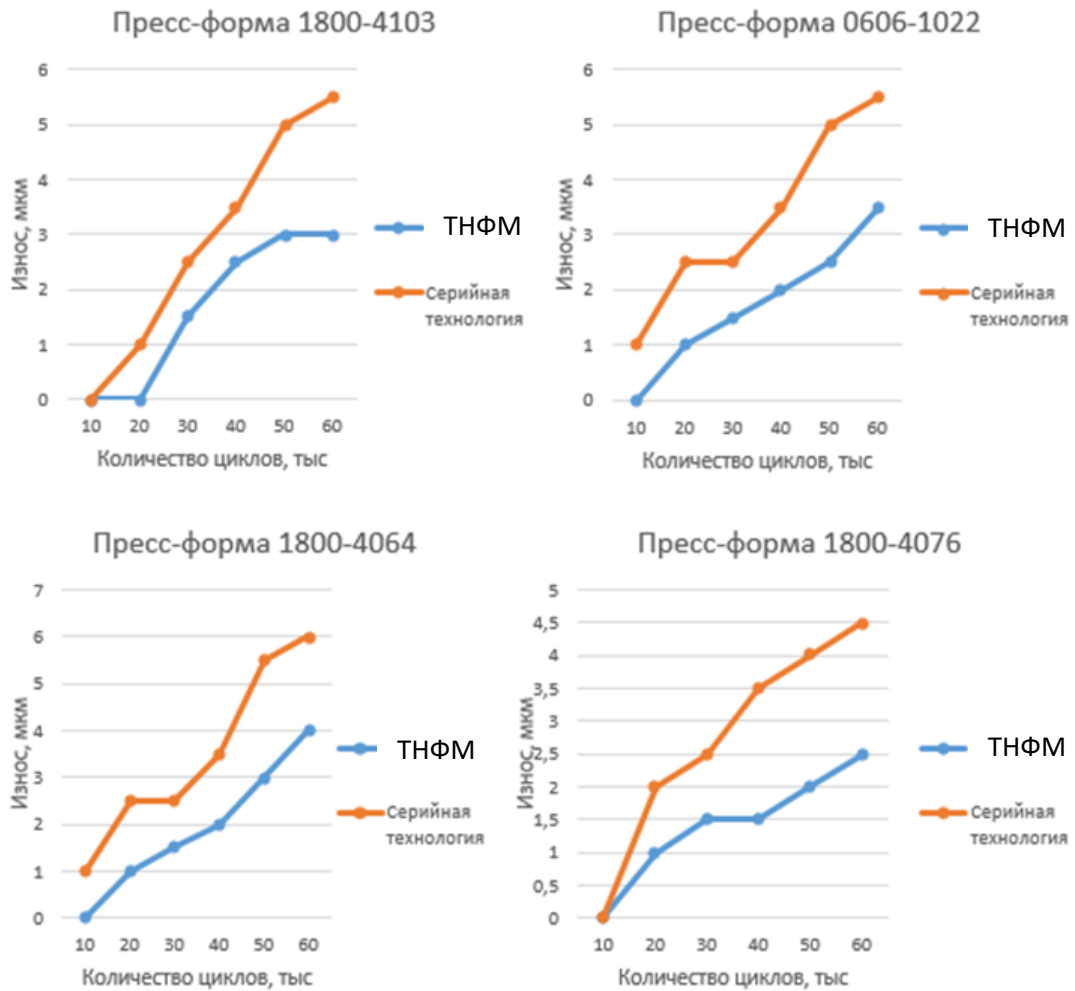 Пресс-форма 1800-4103
6
5
4
3
2
1
0
Износ, мкм
10 20 30 40 50 60
Количество циклов, тыс
ТНФМ
Серийная
технология
Пресс-форма 0606-1022
6
5
4
3
2
1
0
Износ, мкм
10 20 30 40 50 60
Количество циклов, тыс
ТНФМ
Серийная
технология
Пресс-форма 1800-4064
7
6
5
4
3
2
1
0
Износ, мкм
10 20 30 40 50 60
Количество циклов, тыс
ТНФМ
Серийная
технология
Пресс-форма 1800-4076
5
4,5
4
3,5
3
2,5
2
1,5
1
0,5
0
Износ, мкм
10 20 30 40 50 60
Количество циклов, тыс
ТНФМ
Серийная
технология